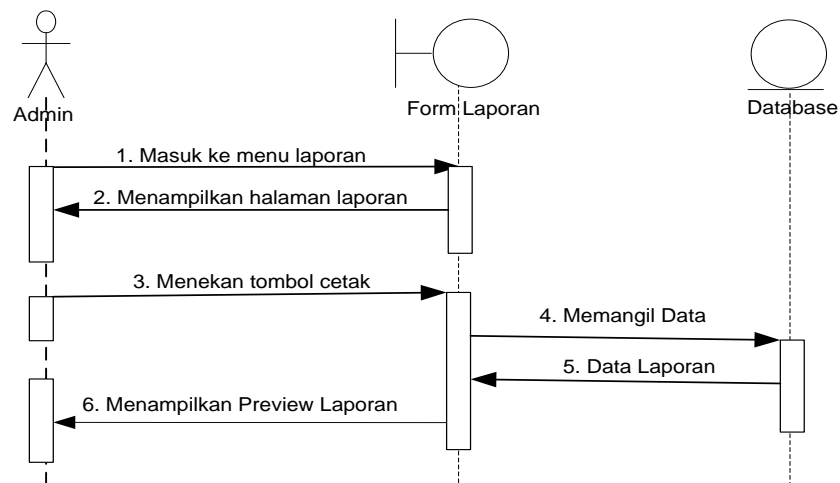 Admin
Form Laporan
Database
1. Masuk ke menu laporan
2. Menampilkan halaman laporan
3. Menekan tombol cetak
4. Memangil Data
5. Data Laporan
6. Menampilkan Preview Laporan